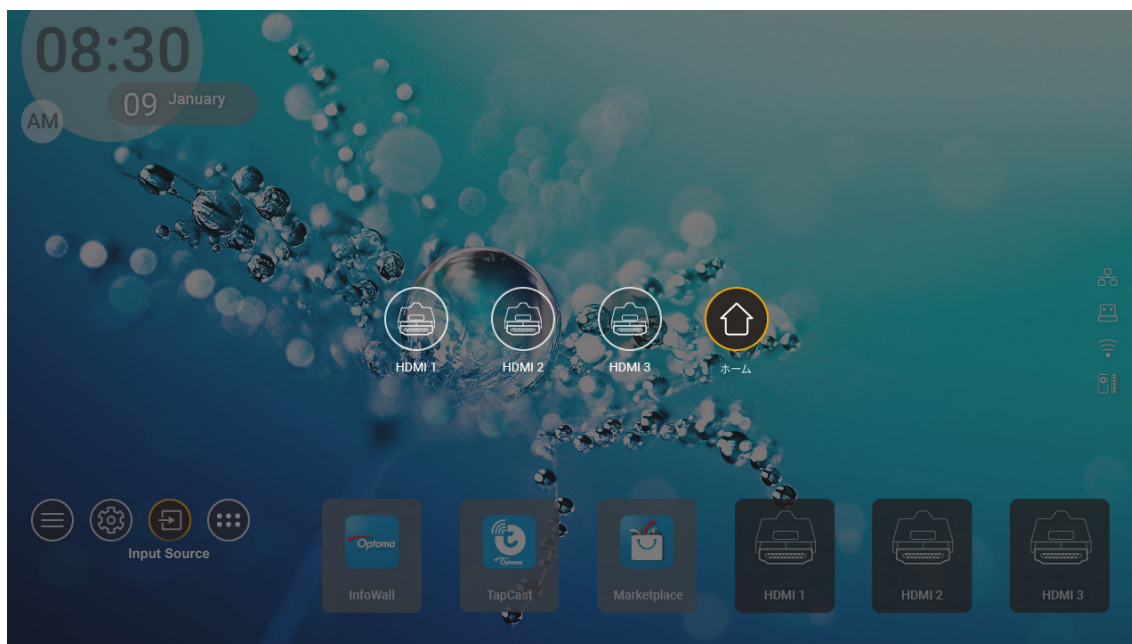 08:30
09 January
AM
HDMI 1
HDMI 2
HDMI 3
ホーム
Input Source
Optoma
InfoWall
Optoma
TapCast
Marketplace
HDMI 1
HDMI 2
HDMI 3